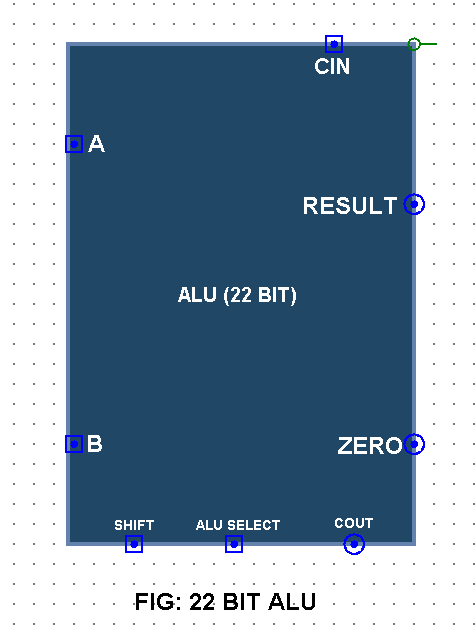 CIN
A
RESULT
ALU (22 BIT)
B
ZERO
SHIFT
ALU SELECT
COUT
FIG: 22 BIT ALU